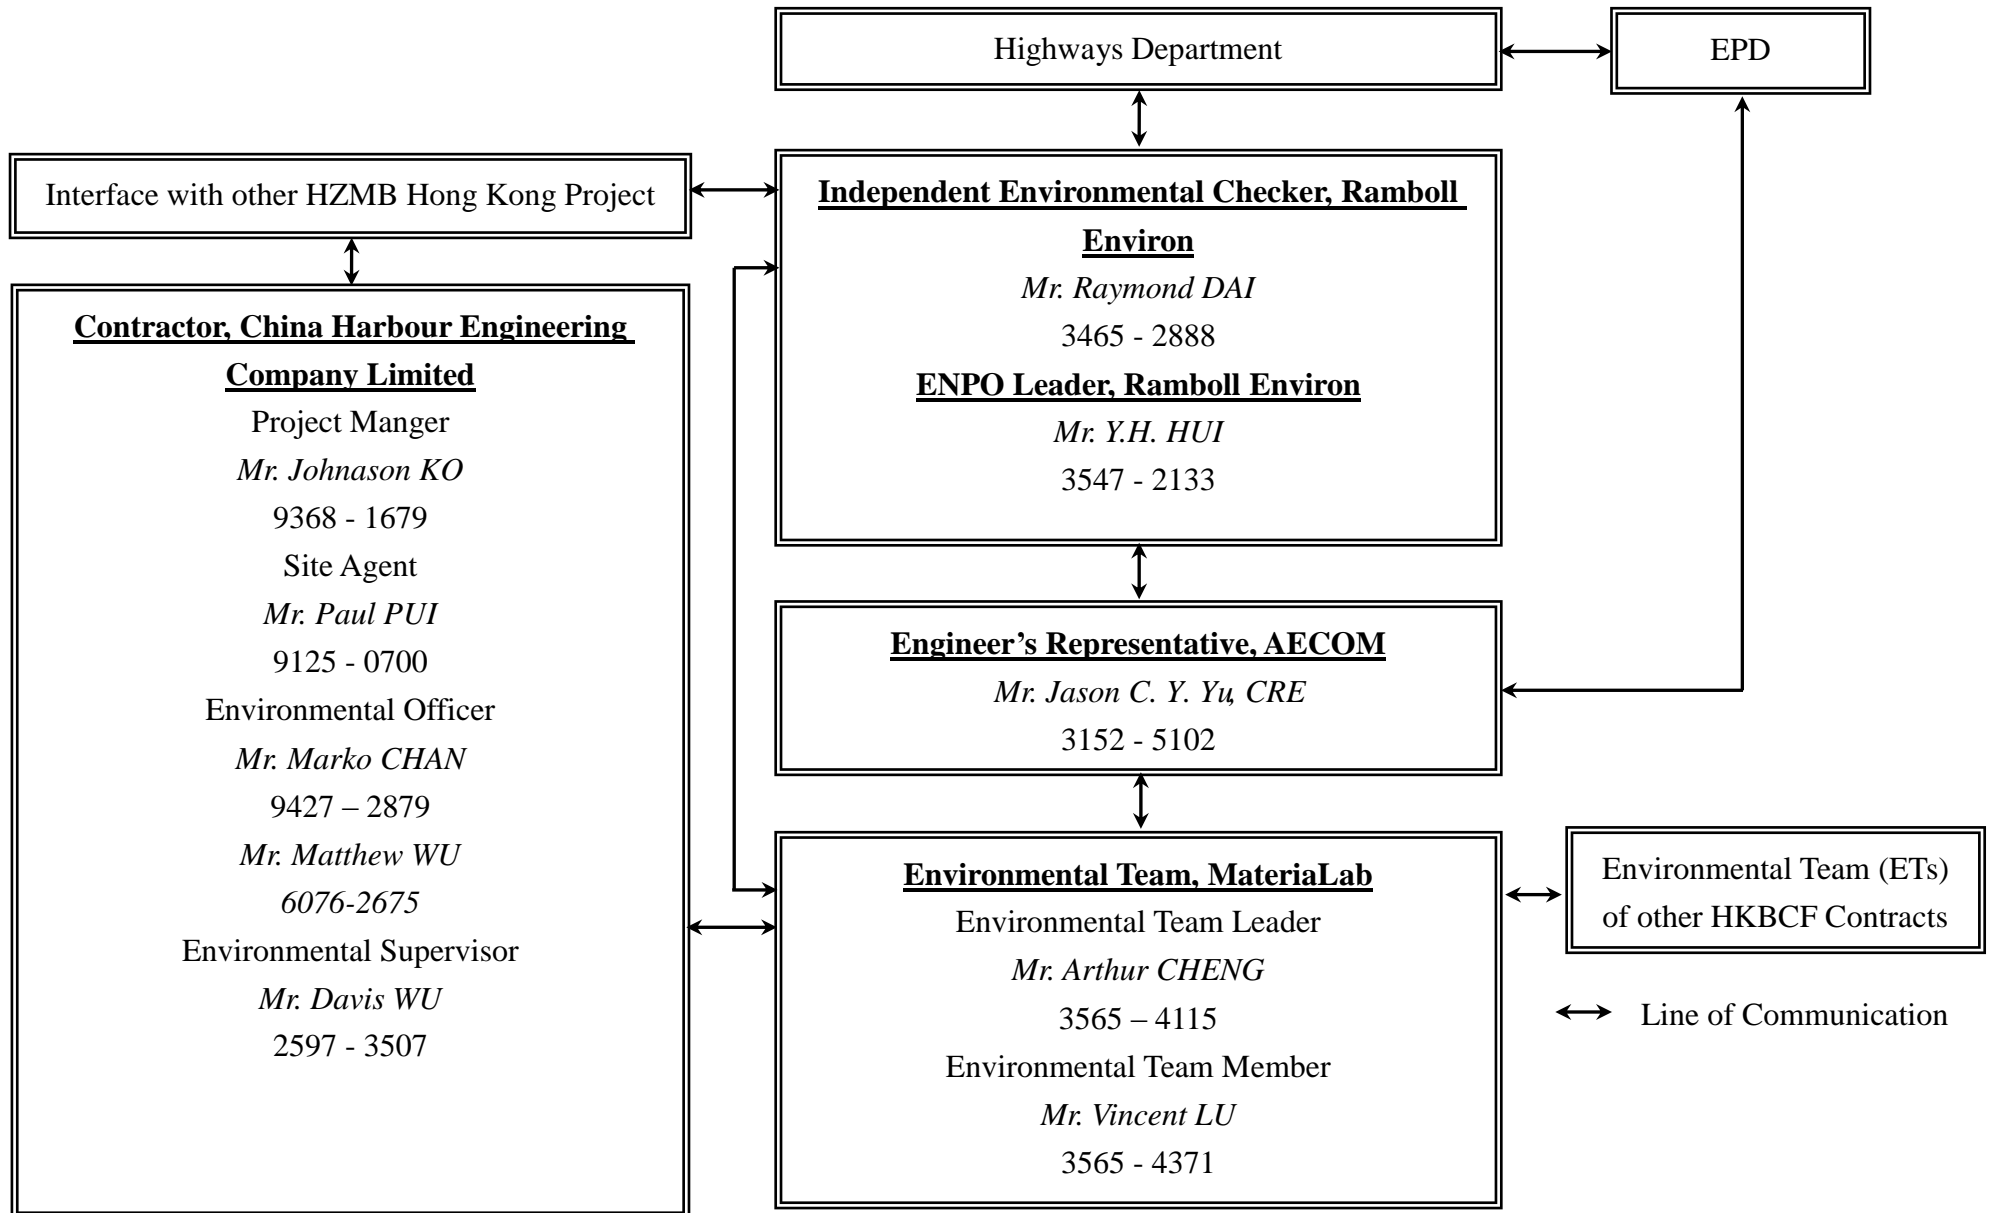 Highways Department
EPD
Interface with other HZMB Hong Kong Project
Independent Environmental Checker, Ramboll
Environ
Mr. Raymond DAI
3465 - 2888
ENPO Leader, Ramboll Environ
Mr. Y.H. HUI
3547 - 2133
Contractor, China Harbour Engineering
Company Limited
Project Manger
Mr. Johnason KO
9368 - 1679
Site Agent
Mr. Paul PUI
9125 - 0700
Environmental Officer
Mr. Marko CHAN
9427 – 2879
Mr. Matthew WU
6076-2675
Environmental Supervisor
Mr. Davis WU
2597 - 3507
Engineer’s Representative, AECOM
Mr. Jason C. Y. Yu, CRE
3152 - 5102
Environmental Team, MateriaLab
Environmental Team Leader
Mr. Arthur CHENG
3565 – 4115
Environmental Team Member
Mr. Vincent LU
3565 - 4371
Environmental Team (ETs)
of other HKBCF Contracts
Line of Communication